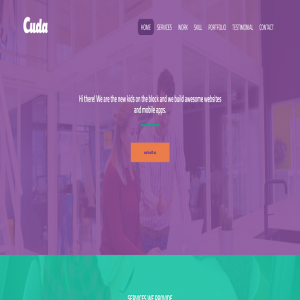 Cuda
HOME SERVICES WORK SKILL PORTFOLIO TESTIMONIAL CONTACT
Hi there! We are the new kids on the block and we build awesome websites
and mobile apps.
SERVICES WE PROVIDE